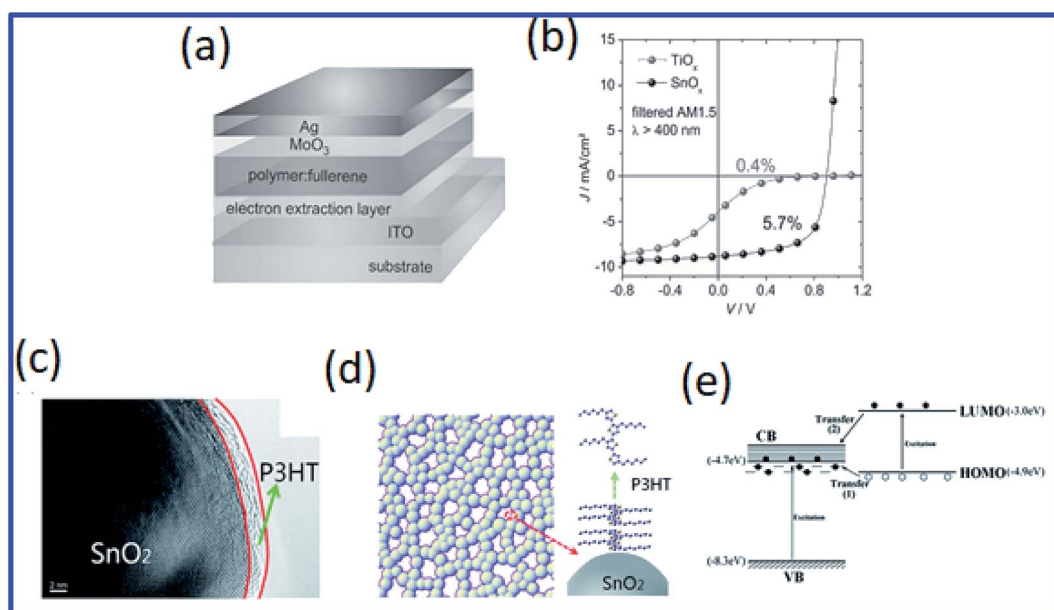 (a)
Ag
MoO₃
polymer:fullerene
electron extraction layer
ITO
substrate
(b)
15
10
5
0
-5
-10
J / mA/cm²
TiOₓ
SnOₓ
filtered AM1.5
λ > 400 nm
0.4%
5.7%
-0.8 -0.4 0.0 0.4 0.8 1.2
V / V
(c)
P3HT
SnO₂
2 nm
(d)
P3HT
SnO₂
(e)
LUMO(-3.0eV)
Transfer
(2)
Excitation
CB
(-4.7eV)
HOMO(-4.9eV)
Transfer
(1)
Excitation
(-8.3eV)
VB